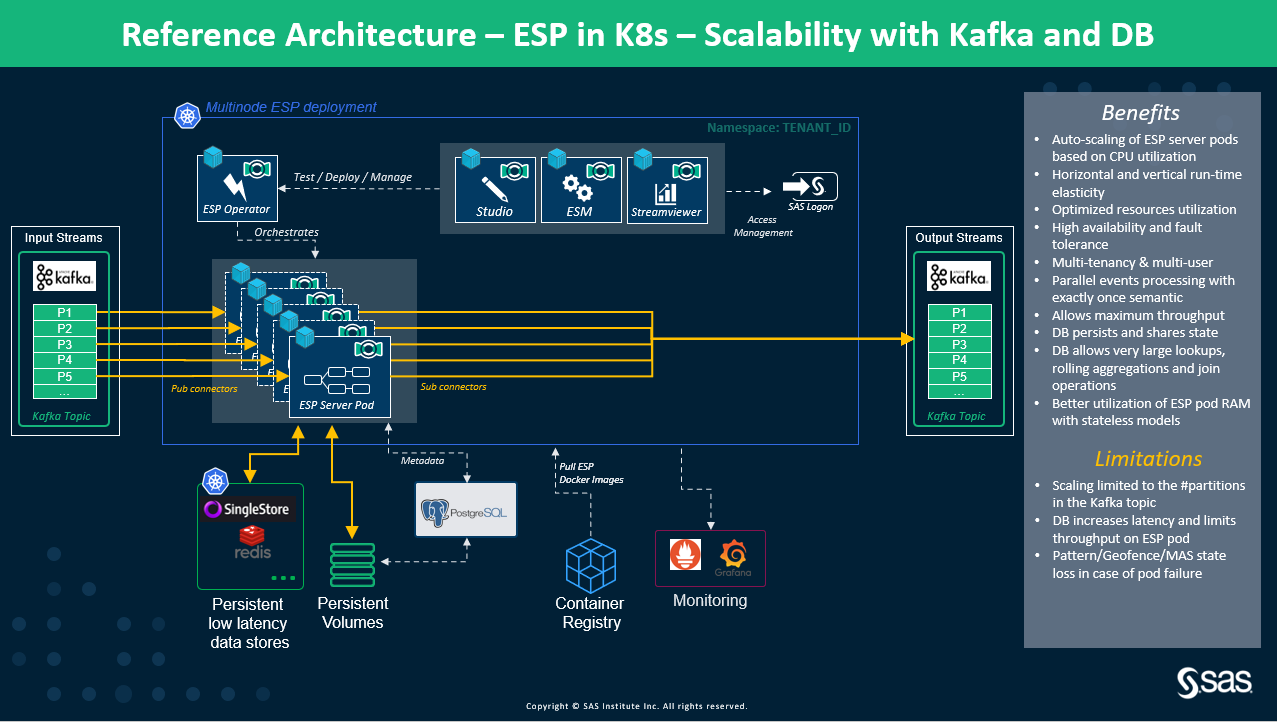 Reference Architecture – ESP in K8s – Scalability with Kafka and DB
Multinode ESP deployment
Namespace: TENANT_ID
ESP Operator
Test / Deploy / Manage
Studio
ESM
Streamviewer
SAS Logon
Access
Management
Orchestrates
Input Streams
kafka
P1
P2
P3
P4
P5
...
Kafka Topic
Pub connectors
ESP Server Pod
Sub connectors
Output Streams
kafka
P1
P2
P3
P4
P5
...
Kafka Topic
Metadata
Pull ESP
Docker Images
SingleStore
redis
Persistent
low latency
data stores
Persistent
Volumes
PostgreSQL
Container
Registry
Grafana
Monitoring
Benefits
• Auto-scaling of ESP server pods
based on CPU utilization
• Horizontal and vertical run-time
elasticity
• Optimized resources utilization
• High availability and fault
tolerance
• Multi-tenancy & multi-user
• Parallel events processing with
exactly once semantic
• Allows maximum throughput
• DB persists and shares state
• DB allows very large lookups,
rolling aggregations and join
operations
• Better utilization of ESP pod RAM
with stateless models
Limitations
• Scaling limited to the #partitions
in the Kafka topic
• DB increases latency and limits
throughput on ESP pod
• Pattern/Geofence/MAS state
loss in case of pod failure
sas
Copyright © SAS Institute Inc. All rights reserved.